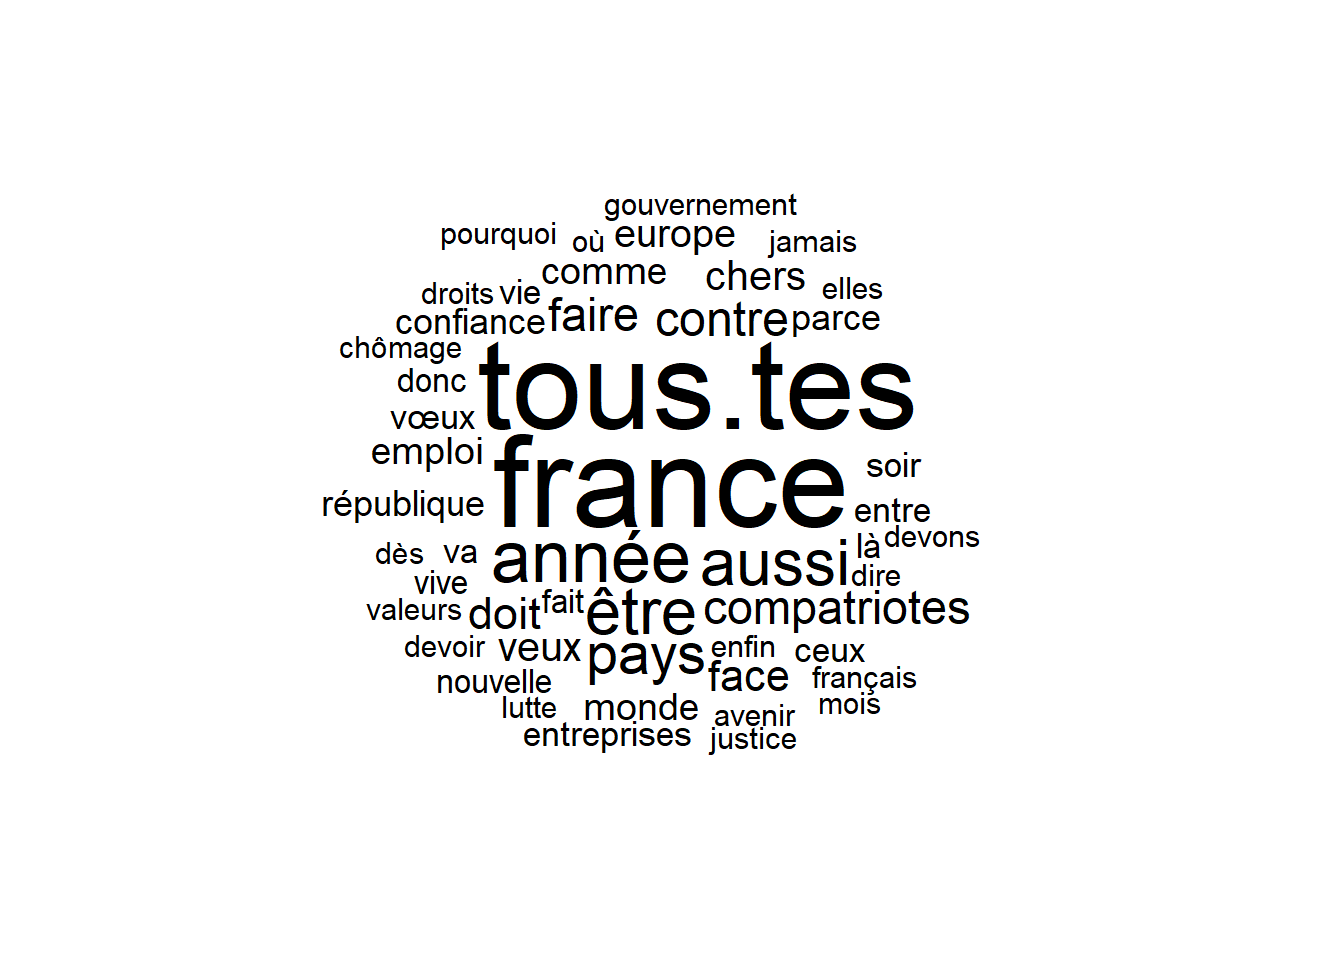 gouvernement
pourquoi où europe jamais
comme chers elles
droits vie
confiance faire contre parce
chômage
donc tous.tes
vœux
emploi france soir
république entre
devons
dès va année aussi là
vive dire
valeurs doit fait être compatriotes
devoir veux pays enfin ceux
nouvelle face français
lutte monde avenir mois
entreprises justice